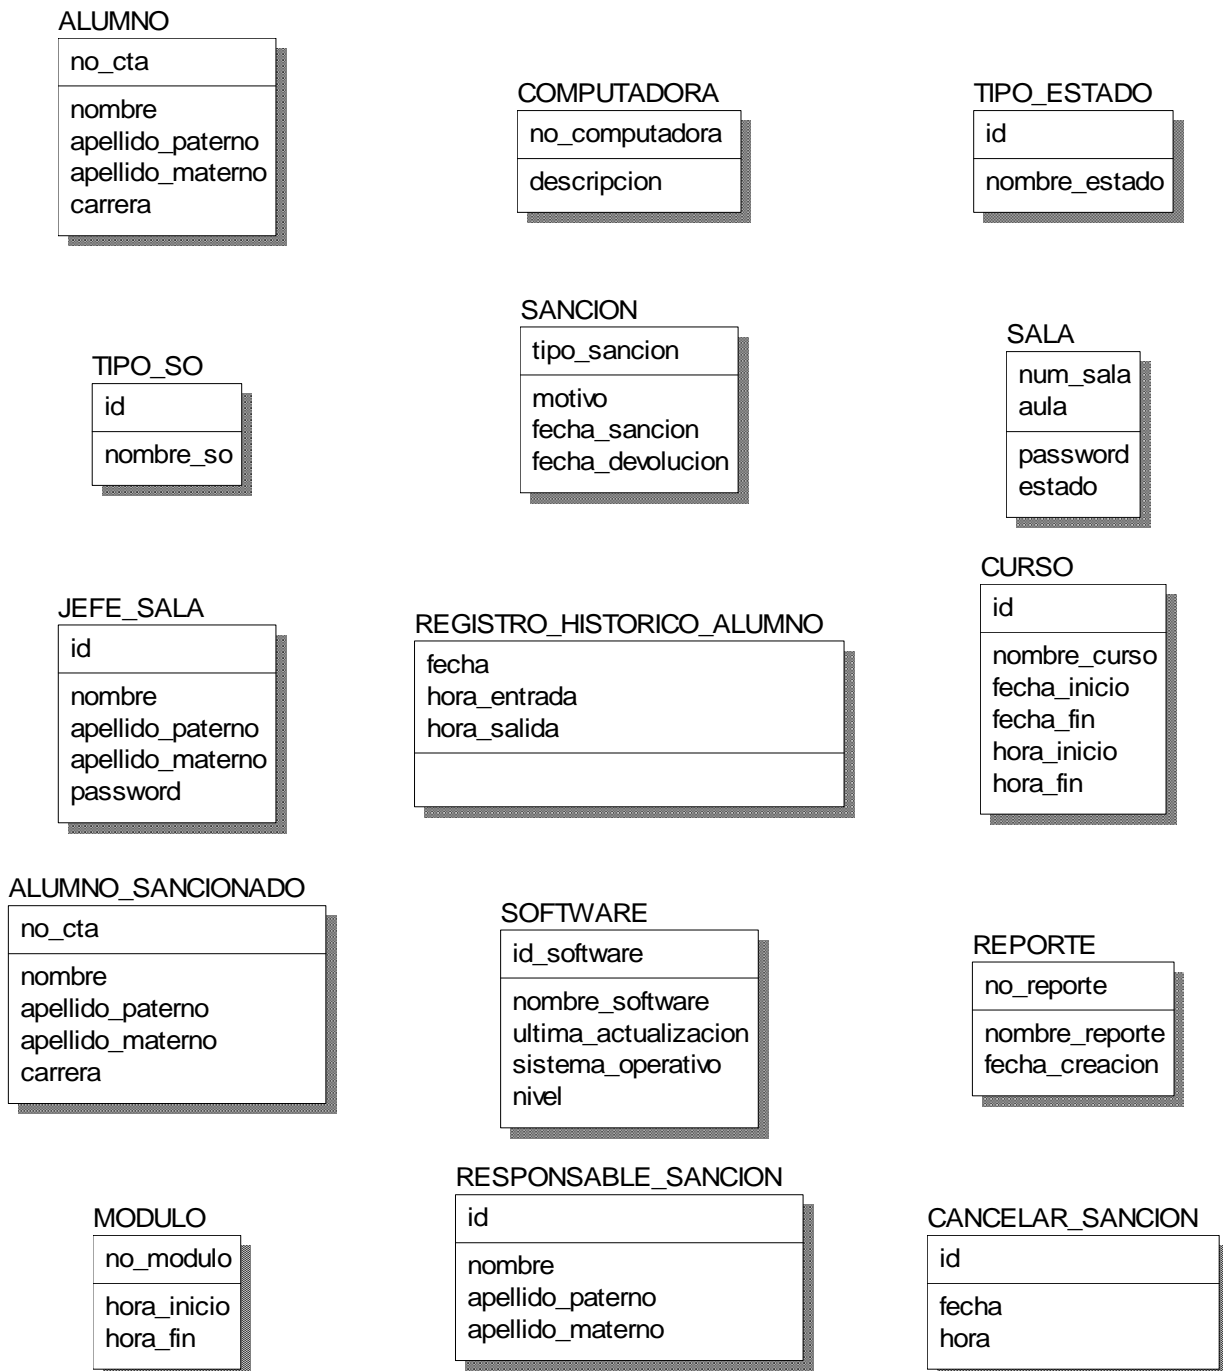 ALUMNO
no_cta
nombre
apellido_paterno
apellido_materno
carrera
COMPUTADORA
no_computadora
descripcion
TIPO_ESTADO
id
nombre_estado
TIPO_SO
id
nombre_so
SANCION
tipo_sancion
motivo
fecha_sancion
fecha_devolucion
SALA
num_sala
aula
password
estado
JEFE_SALA
id
nombre
apellido_paterno
apellido_materno
password
REGISTRO_HISTORICO_ALUMNO
fecha
hora_entrada
hora_salida
CURSO
id
nombre_curso
fecha_inicio
fecha_fin
hora_inicio
hora_fin
ALUMNO_SANCIONADO
no_cta
nombre
apellido_paterno
apellido_materno
carrera
SOFTWARE
id_software
nombre_software
ultima_actualizacion
sistema_operativo
nivel
REPORTE
no_reporte
nombre_reporte
fecha_creacion
MODULO
no_modulo
hora_inicio
hora_fin
RESPONSABLE_SANCION
id
nombre
apellido_paterno
apellido_materno
CANCELAR_SANCION
id
fecha
hora